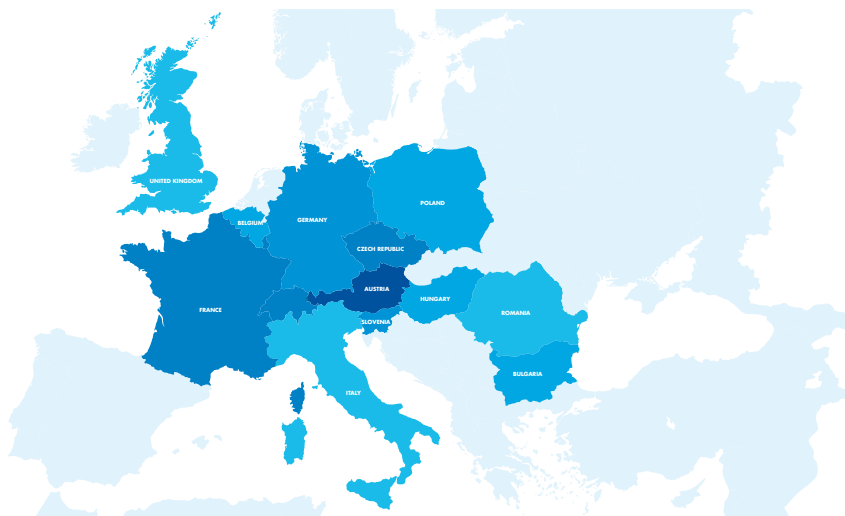 UNITED KINGDOM
POLAND
BELGIUM
GERMANY
CZECH REPUBLIC
AUSTRIA
HUNGARY
FRANCE
ROMANIA
SLOVENIA
BULGARIA
ITALY